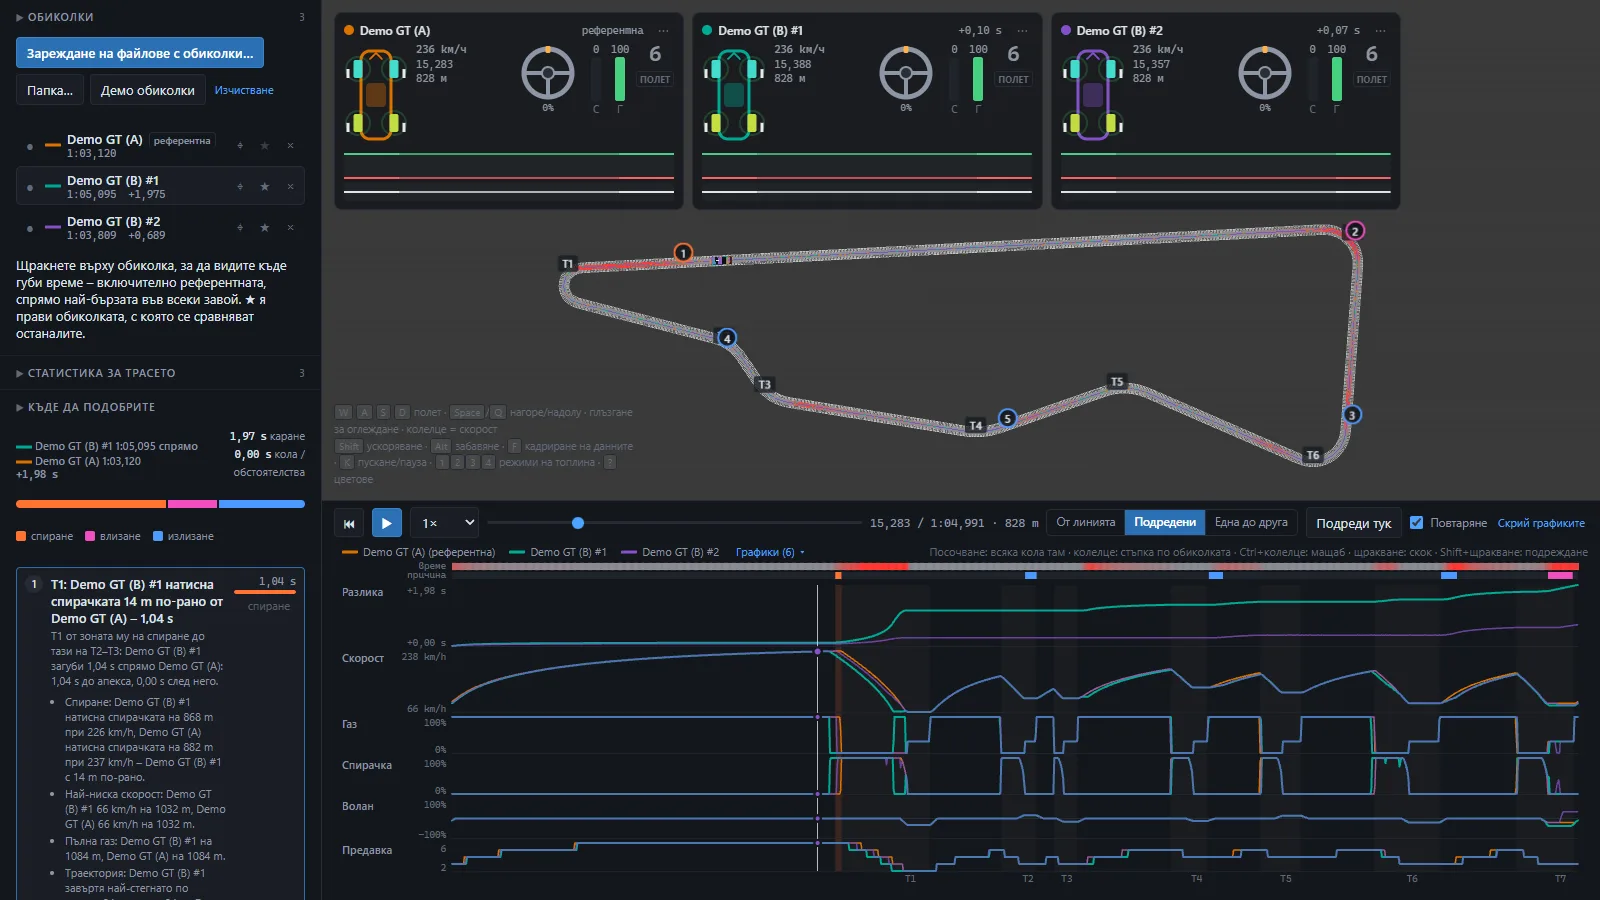 ОБИКОЛКИ 3
Зареждане на файлове с обиколки...
Папка... Демо обиколки Изчистване
Demo GT (A) референтна
1:03,120
Demo GT (B) #1
1:05,095 +1,975
Demo GT (B) #2
1:03,809 +0,689
Щракнете върху обиколка, за да видите къде
губи време – включително референтната,
спрямо най-бързата във всеки завой. ★ я
прави обиколката, с която се сравняват
останалите.
СТАТИСТИКА ЗА ТРАСЕТО 3
КЪДЕ ДА ПОДОБРИТЕ
Demo GT (B) #1 1:05,095 спрямо
Demo GT (A) 1:03,120
+1,98 s
1,97 s каране
0,00 s кола /
обстоятелства
спиране влизане излизане
1 T1: Demo GT (B) #1 натисна
спирачката 14 m по-рано от
Demo GT (A) – 1,04 s
1,04 s
спиране
T1 от зоната му на спиране до
тази на T2–T3: Demo GT (B) #1
загуби 1,04 s спрямо Demo GT (A):
1,04 s до апекса, 0,00 s след него.
• Спиране: Demo GT (B) #1
натисна спирачката на 868 m
при 226 km/h, Demo GT (A)
натисна спирачката на 882 m
при 237 km/h – Demo GT (B) #1
с 14 m по-рано.
• Най-ниска скорост: Demo GT
(B) #1 66 km/h на 1032 m, Demo
GT (A) 66 km/h на 1032 m.
• Пълна газ: Demo GT (B) #1 на
1084 m, Demo GT (A) на 1084 m.
• Траектория: Demo GT (B) #1
завъртя най-стегнато по
Demo GT (A) референтна ...
236 км/ч
15,283
828 м
0%
0 100
С Г
6
ПОЛЕТ
Demo GT (B) #1 +0,10 s ...
236 км/ч
15,388
828 м
0%
0 100
С Г
6
ПОЛЕТ
Demo GT (B) #2 +0,07 s ...
236 км/ч
15,357
828 м
0%
0 100
С Г
6
ПОЛЕТ
T1 1 2
4
T3 T5
T4 5 3
T6
W A S D полет · Space / Q нагоре/надолу · плъзгане
за оглеждане · колелце = скорост
Shift ускоряване · Alt забавяне · F кадриране на данните
· K пускане/пауза · 1 2 3 4 режими на топлина · ?
цветове
1× 15,283 / 1:04,991 · 828 m От линията Подредени Една до друга Подреди тук Повтаряне Скрий графиките
Demo GT (A) (референтна) Demo GT (B) #1 Demo GT (B) #2 Графики (6)
Посочване: всяка кола там · колелце: стъпка по обиколката · Ctrl+колелце: мащаб · щракване: скок · Shift+щракване: подреждане
време
причина
Разлика +1,98 s
+0,00 s
Скорост 238 km/h
66 km/h
Газ 100%
0%
Спирачка 100%
0%
Волан 100%
−100%
Предавка 6
2
T1 T2 T3 T4 T5 T6 T7